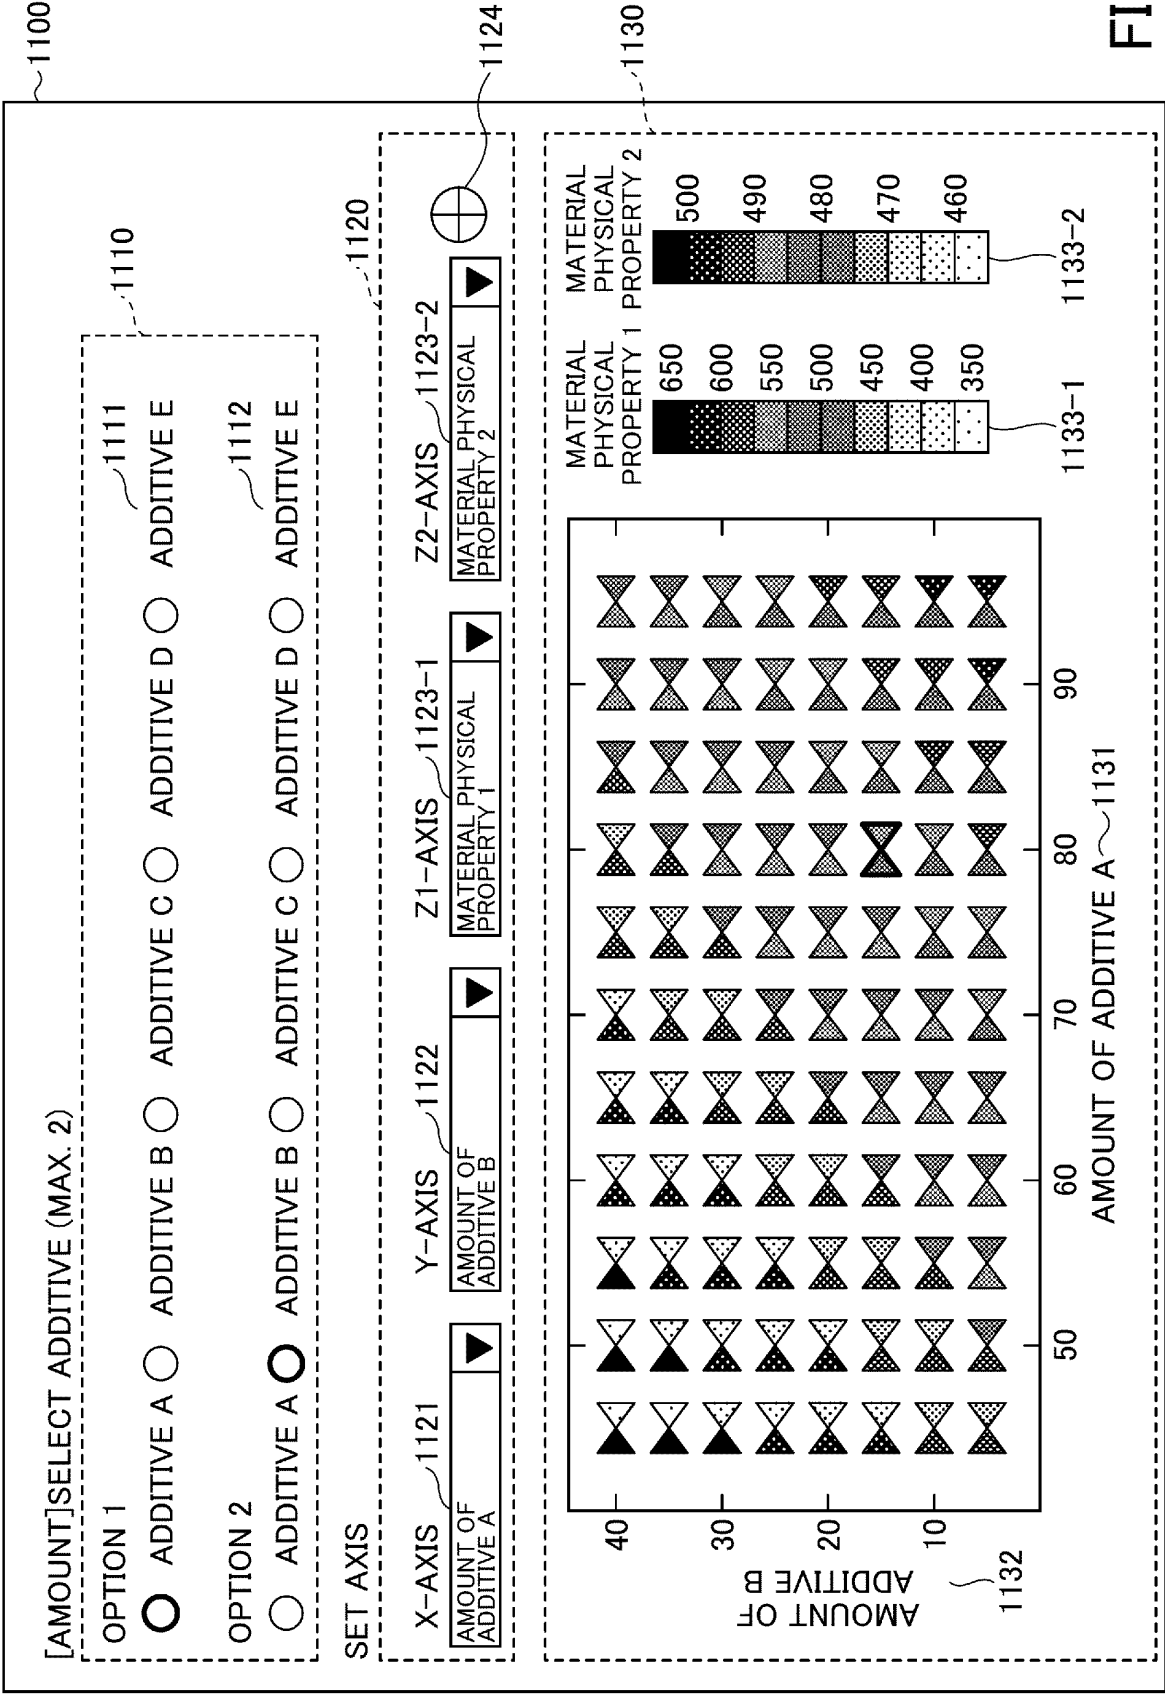 1100
[AMOUNT]SELECT ADDITIVE (MAX. 2)
1110
OPTION 1
1111
ADDITIVE A ADDITIVE B ADDITIVE C ADDITIVE D ADDITIVE E
OPTION 2
1112
ADDITIVE A ADDITIVE B ADDITIVE C ADDITIVE D ADDITIVE E
SET AXIS
1120
X-AXIS 1121
AMOUNT OF
ADDITIVE A
Y-AXIS 1122
AMOUNT OF
ADDITIVE B
Z1-AXIS 1123-1
MATERIAL PHYSICAL
PROPERTY 1
Z2-AXIS 1123-2
MATERIAL PHYSICAL
PROPERTY 2
1124
1130
AMOUNT OF
ADDITIVE B
1132
40
30
20
10
50 60 70 80 90
AMOUNT OF ADDITIVE A 1131
MATERIAL
PHYSICAL
PROPERTY 1
650
600
550
500
450
400
350
1133-1
MATERIAL
PHYSICAL
PROPERTY 2
500
490
480
470
460
1133-2
FI